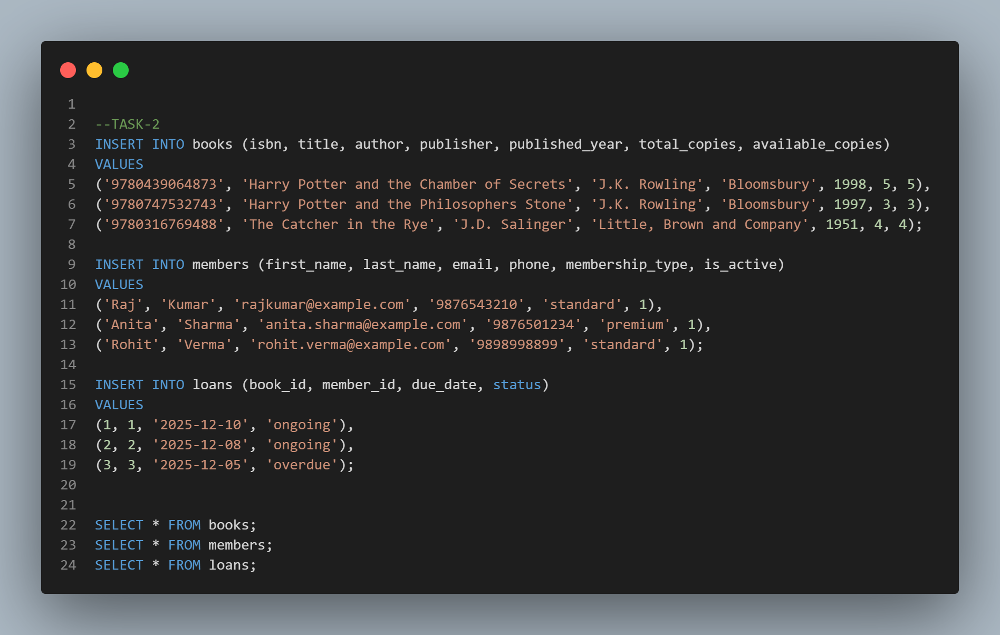 1
2 --TASK-2
3 INSERT INTO books (isbn, title, author, publisher, published_year, total_copies, available_copies)
4 VALUES
5 ('9780439064873', 'Harry Potter and the Chamber of Secrets', 'J.K. Rowling', 'Bloomsbury', 1998, 5, 5),
6 ('9780747532743', 'Harry Potter and the Philosophers Stone', 'J.K. Rowling', 'Bloomsbury', 1997, 3, 3),
7 ('9780316769488', 'The Catcher in the Rye', 'J.D. Salinger', 'Little, Brown and Company', 1951, 4, 4);
8
9 INSERT INTO members (first_name, last_name, email, phone, membership_type, is_active)
10 VALUES
11 ('Raj', 'Kumar', 'rajkumar@example.com', '9876543210', 'standard', 1),
12 ('Anita', 'Sharma', 'anita.sharma@example.com', '9876501234', 'premium', 1),
13 ('Rohit', 'Verma', 'rohit.verma@example.com', '9898998899', 'standard', 1);
14
15 INSERT INTO loans (book_id, member_id, due_date, status)
16 VALUES
17 (1, 1, '2025-12-10', 'ongoing'),
18 (2, 2, '2025-12-08', 'ongoing'),
19 (3, 3, '2025-12-05', 'overdue');
20
21
22 SELECT * FROM books;
23 SELECT * FROM members;
24 SELECT * FROM loans;